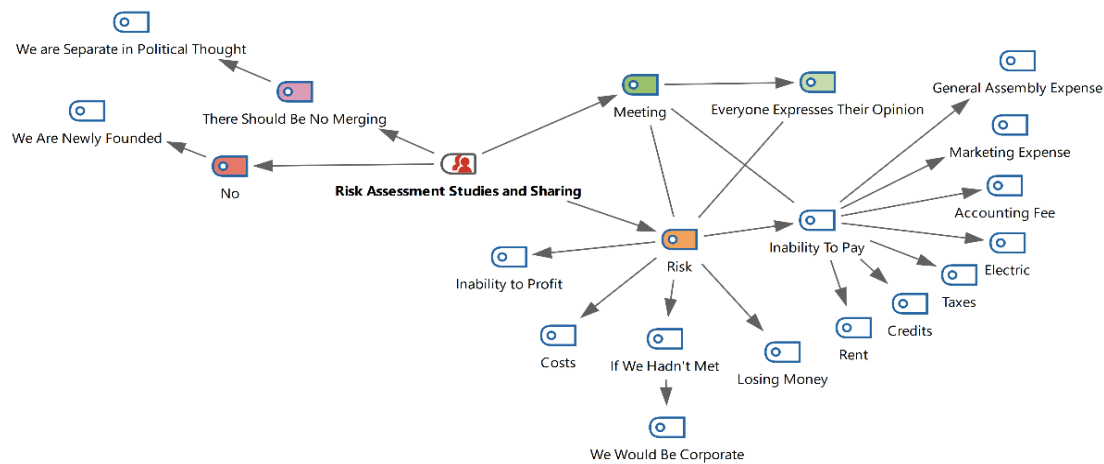 We are Separate in Political Thought
General Assembly Expense
Meeting
Everyone Expresses Their Opinion
There Should Be No Merging
We Are Newly Founded
Marketing Expense
No
Risk Assessment Studies and Sharing
Accounting Fee
Inability To Pay
Electric
Risk
Inability to Profit
Taxes
Credits
Rent
Costs
If We Hadn't Met
Losing Money
We Would Be Corporate